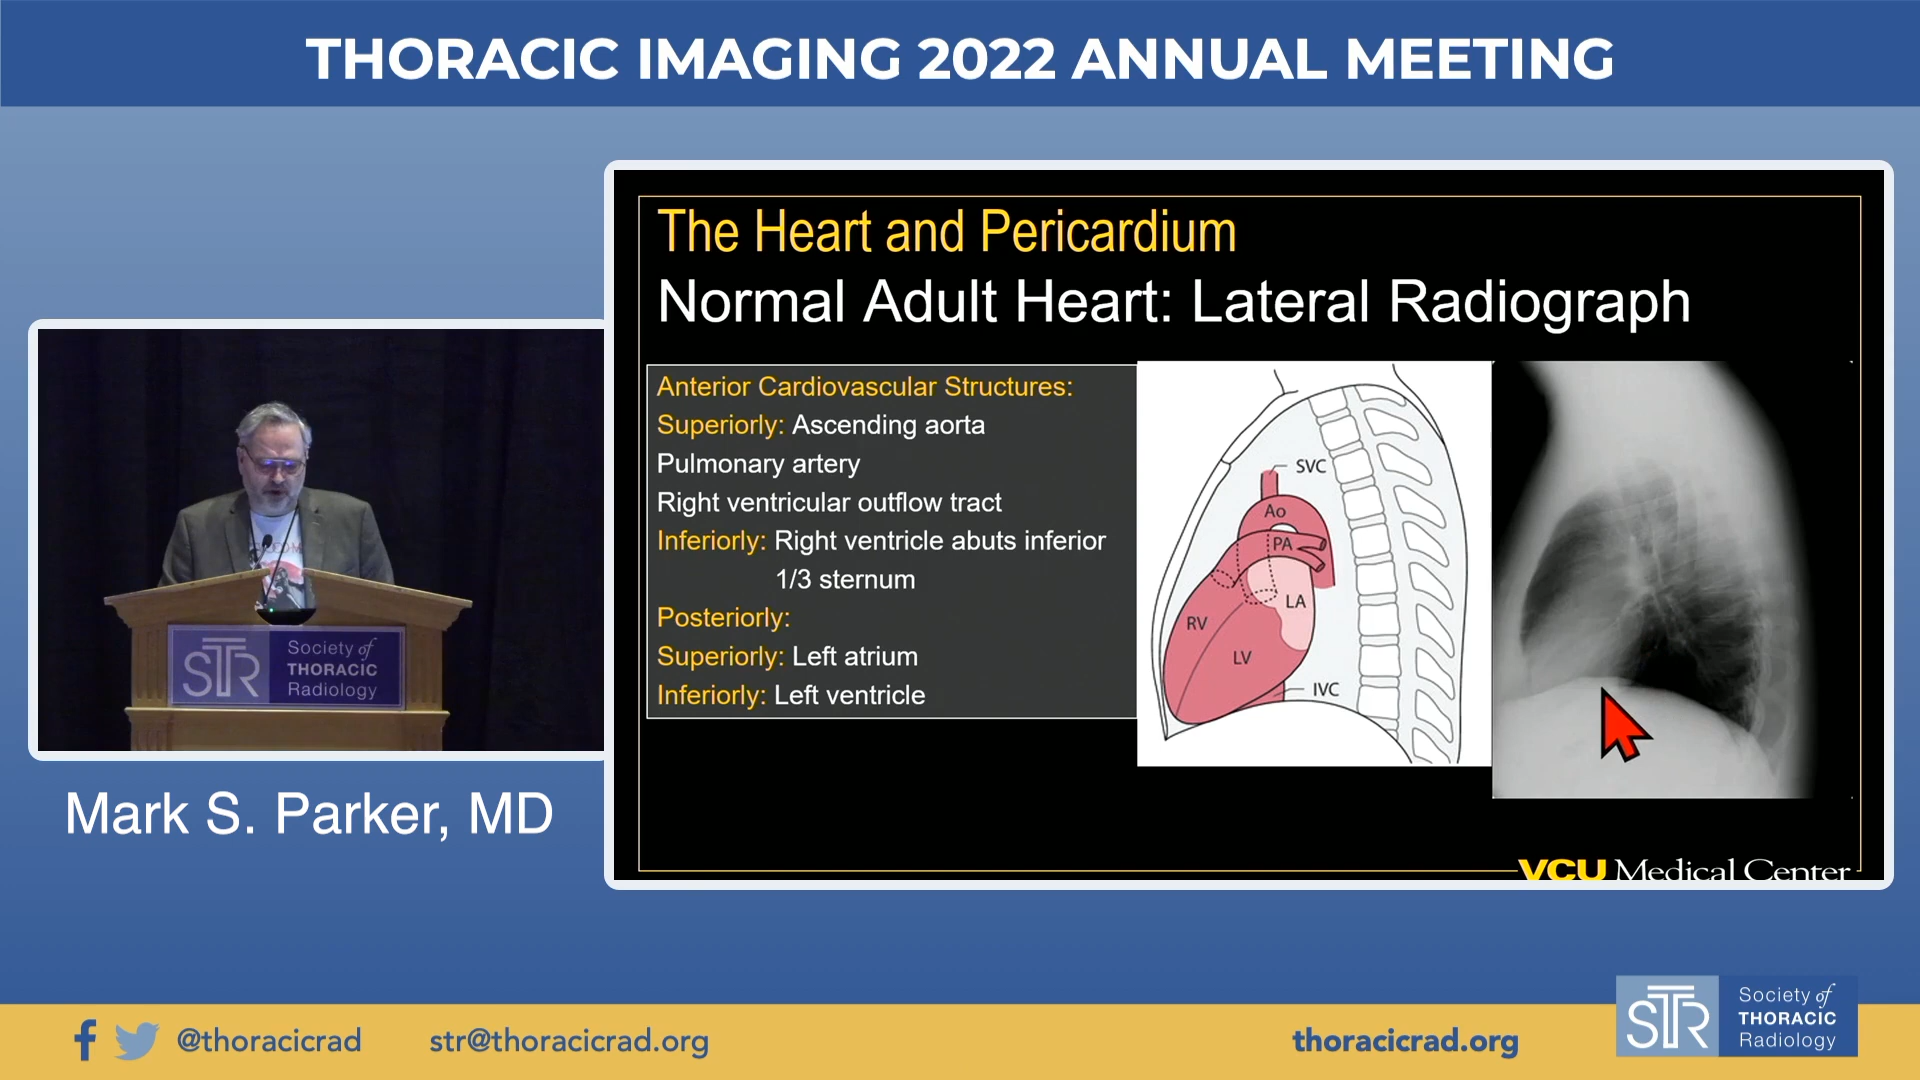 THORACIC IMAGING 2022 ANNUAL MEETING
The Heart and Pericardium
Normal Adult Heart: Lateral Radiograph
Anterior Cardiovascular Structures:
Superiorly: Ascending aorta
Pulmonary artery
Right ventricular outflow tract
Inferiorly: Right ventricle abuts inferior
1/3 sternum
Posteriorly:
Superiorly: Left atrium
Inferiorly: Left ventricle
SVC
Ao
PA
LA
RV
LV
IVC
VCU Medical Center
STR
Society of
THORACIC
Radiology
Mark S. Parker, MD
@thoracicrad
str@thoracicrad.org
thoracicrad.org
STR
Society of
THORACIC
Radiology